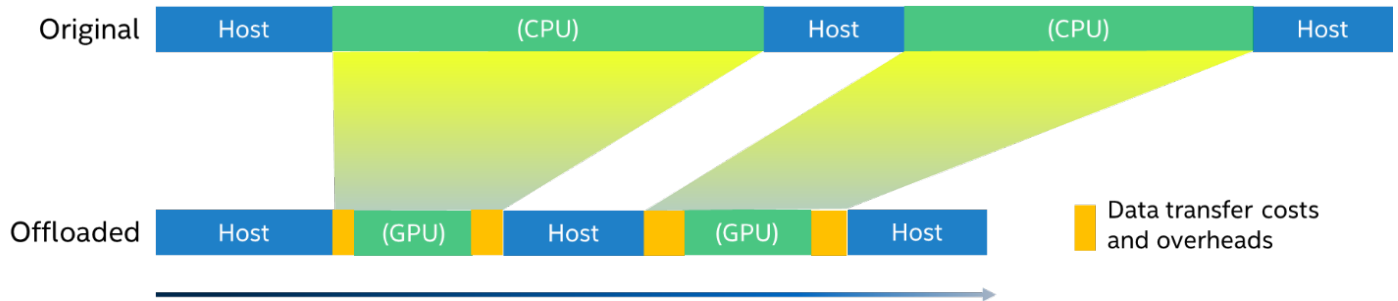 Original Host (CPU) Host (CPU) Host
Offloaded Host (GPU) Host (GPU) Host
Data transfer costs
and overheads